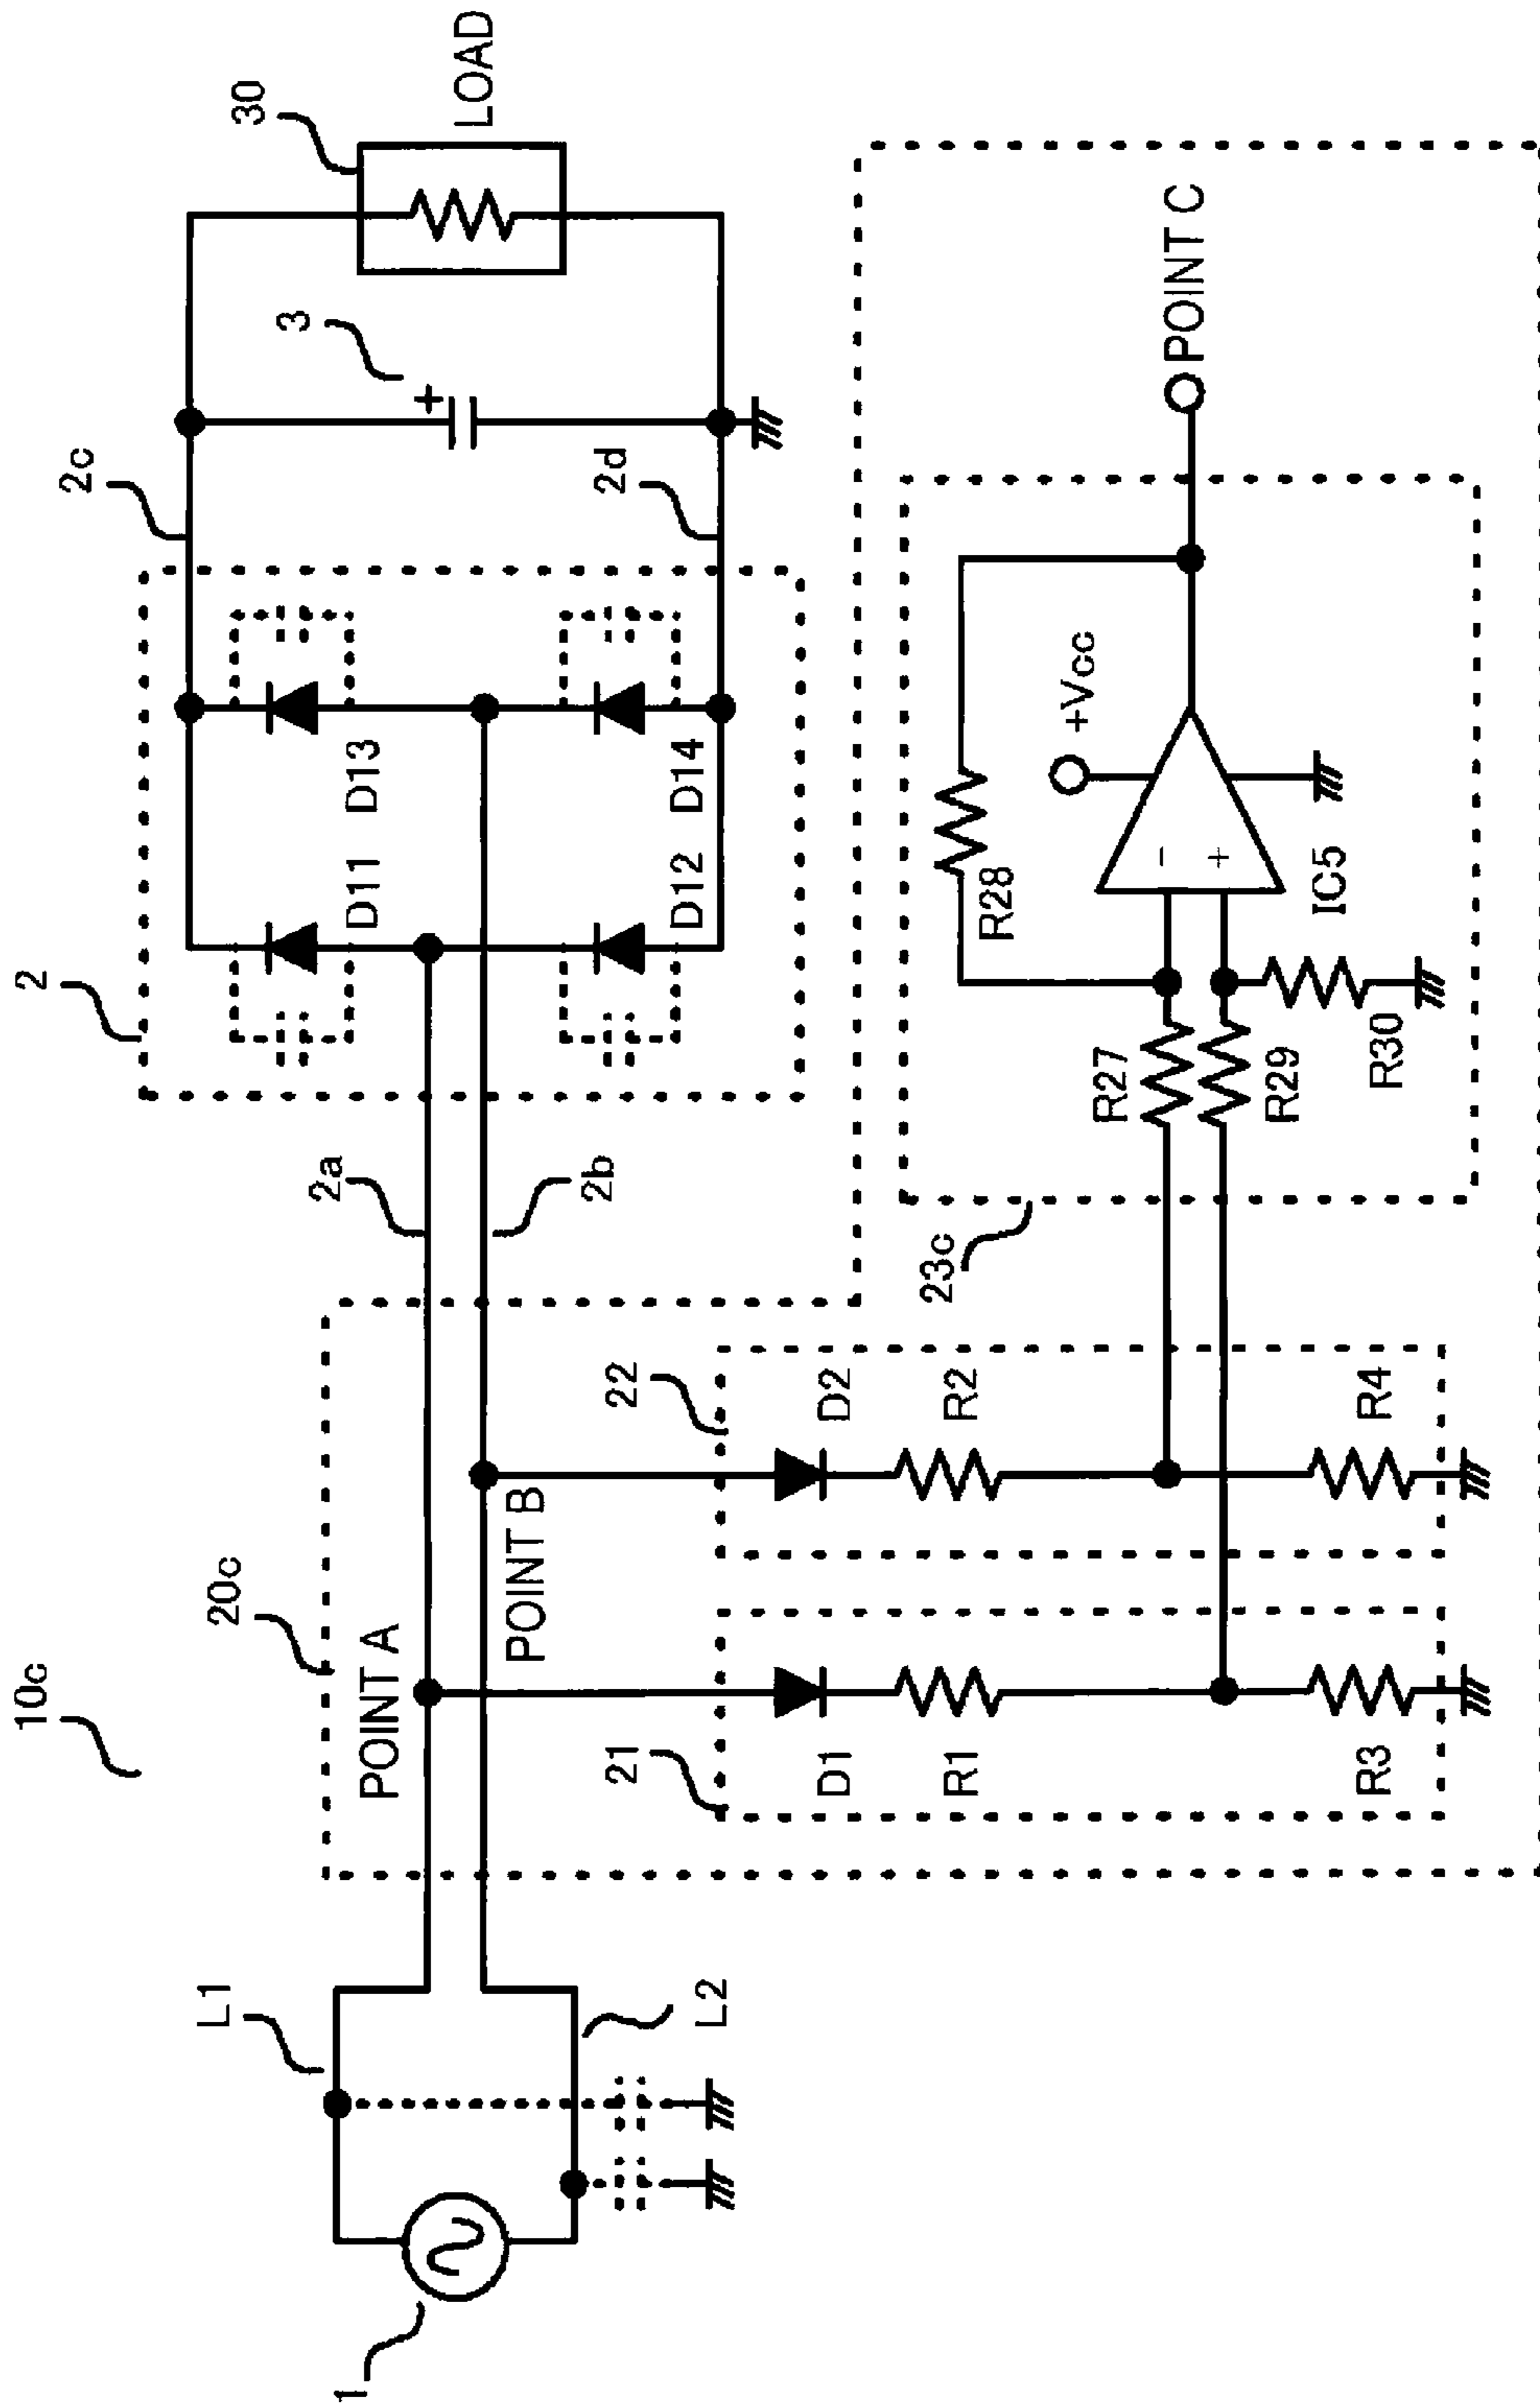 10c
1
L1
L2
20c
POINT A
POINT B
2a
2b
2
D11
D13
D12
D14
2c
2d
3
+
30
LOAD
21
D1
R1
R3
22
D2
R2
R4
23c
R27
R28
R29
R30
-
+
IC5
+Vcc
POINT C